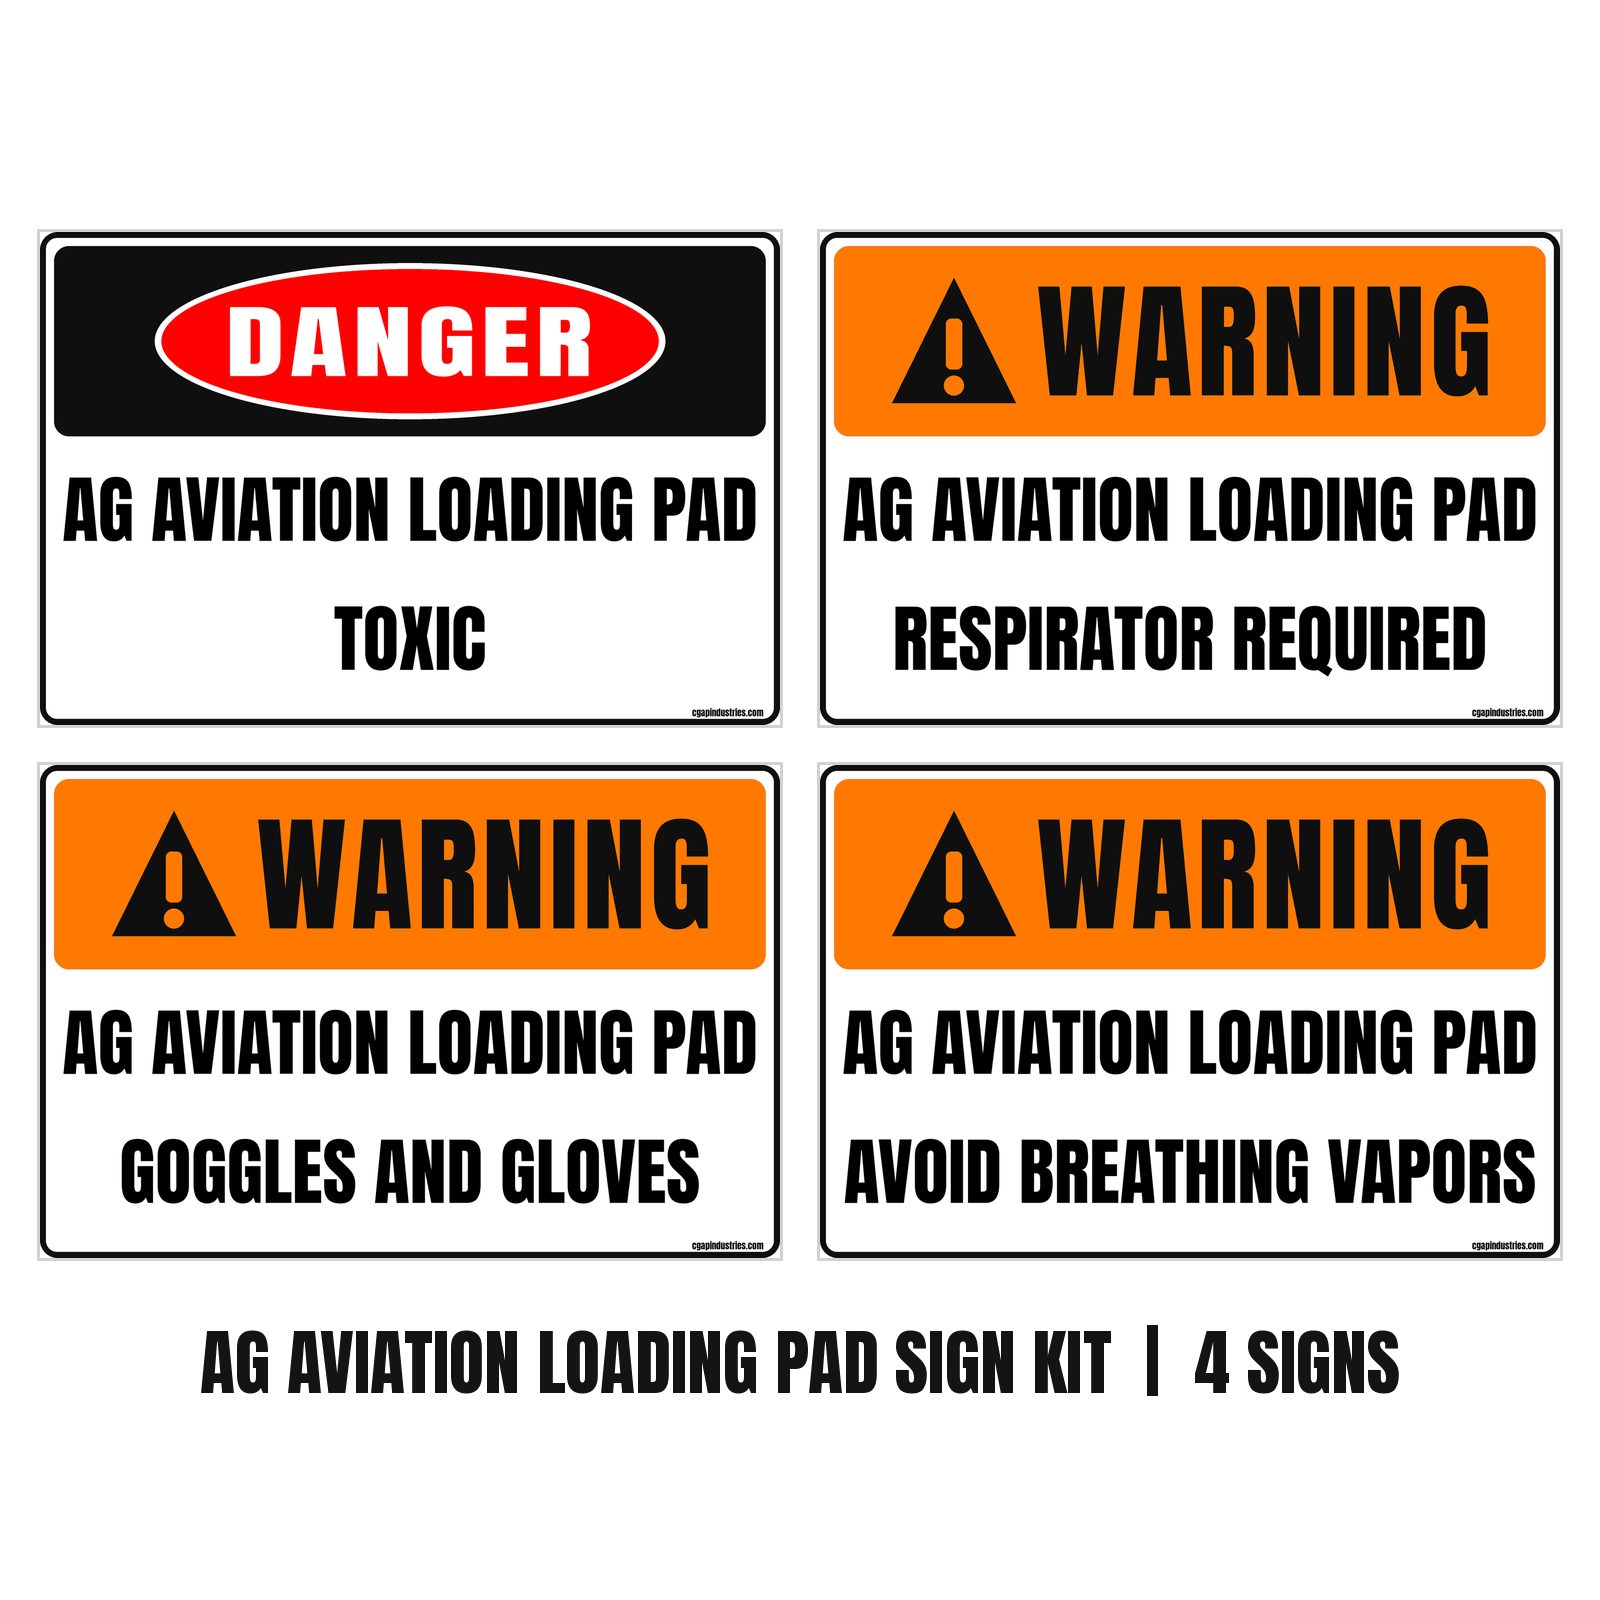 DANGER
AG AVIATION LOADING PAD
TOXIC
cgapindustries.com
WARNING
AG AVIATION LOADING PAD
RESPIRATOR REQUIRED
cgapindustries.com
WARNING
AG AVIATION LOADING PAD
GOGGLES AND GLOVES
cgapindustries.com
WARNING
AG AVIATION LOADING PAD
AVOID BREATHING VAPORS
cgapindustries.com
AG AVIATION LOADING PAD SIGN KIT | 4 SIGNS